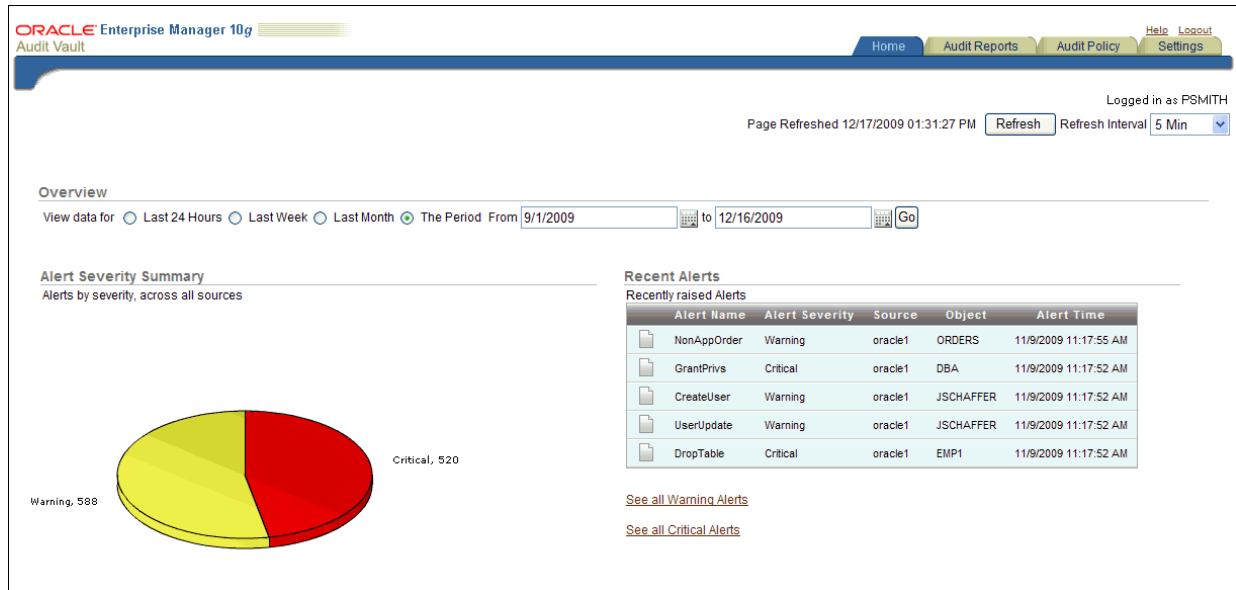 ORACLE Enterprise Manager 10g
Audit Vault
Help Logout
Home Audit Reports Audit Policy Settings
Logged in as PSMITH
Page Refreshed 12/17/2009 01:31:27 PM Refresh Refresh Interval 5 Min
Overview
View data for Last 24 Hours Last Week Last Month The Period From 9/1/2009 to 12/16/2009 Go
Alert Severity Summary
Alerts by severity, across all sources
Critical, 520
Warning, 588
Recent Alerts
Recently raised Alerts
Alert Name Alert Severity Source Object Alert Time
NonAppOrder Warning oracle1 ORDERS 11/9/2009 11:17:55 AM
GrantPrivs Critical oracle1 DBA 11/9/2009 11:17:52 AM
CreateUser Warning oracle1 JSCHAFFER 11/9/2009 11:17:52 AM
UserUpdate Warning oracle1 JSCHAFFER 11/9/2009 11:17:52 AM
DropTable Critical oracle1 EMP1 11/9/2009 11:17:52 AM
See all Warning Alerts
See all Critical Alerts